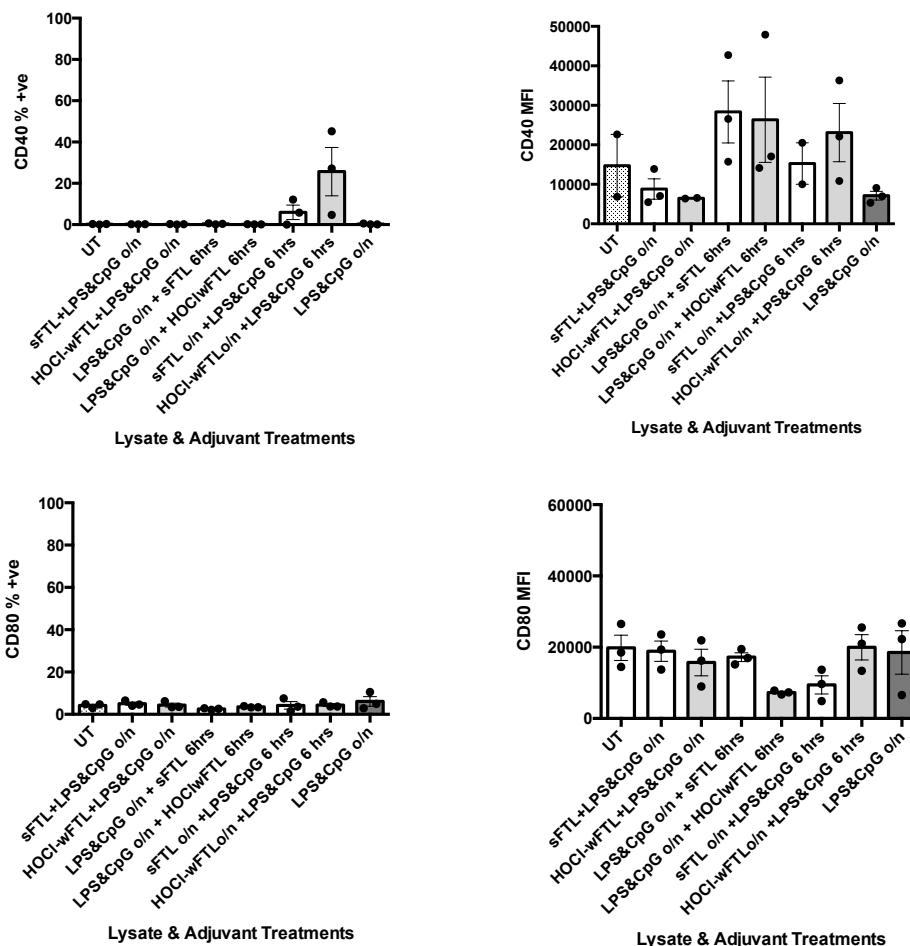 CD40 % +ve
100
80
60
40
20
0
UT
sFTL+LPS&CpG o/n
HOCl-wFTL+LPS&CpG o/n
LPS&CpG o/n + sFTL 6hrs
LPS&CpG o/n + HOClwFTL 6hrs
sFTL o/n +LPS&CpG 6 hrs
HOCl-wFTLo/n +LPS&CpG 6 hrs
LPS&CpG o/n
Lysate & Adjuvant Treatments
CD40 MFI
50000
40000
30000
20000
10000
0
UT
sFTL+LPS&CpG o/n
HOCl-wFTL+LPS&CpG o/n
LPS&CpG o/n + sFTL 6hrs
LPS&CpG o/n + HOClwFTL 6hrs
sFTL o/n +LPS&CpG 6 hrs
HOCl-wFTLo/n +LPS&CpG 6 hrs
LPS&CpG o/n
Lysate & Adjuvant Treatments
CD80 % +ve
100
80
60
40
20
0
UT
sFTL+LPS&CpG o/n
HOCl-wFTL+LPS&CpG o/n
LPS&CpG o/n + sFTL 6hrs
LPS&CpG o/n + HOClwFTL 6hrs
sFTL o/n +LPS&CpG 6 hrs
HOCl-wFTLo/n +LPS&CpG 6 hrs
LPS&CpG o/n
Lysate & Adjuvant Treatments
CD80 MFI
60000
40000
20000
0
UT
sFTL+LPS&CpG o/n
HOCl-wFTL+LPS&CpG o/n
LPS&CpG o/n + sFTL 6hrs
LPS&CpG o/n + HOClwFTL 6hrs
sFTL o/n +LPS&CpG 6 hrs
HOCl-wFTLo/n +LPS&CpG 6 hrs
LPS&CpG o/n
Lysate & Adjuvant Treatments